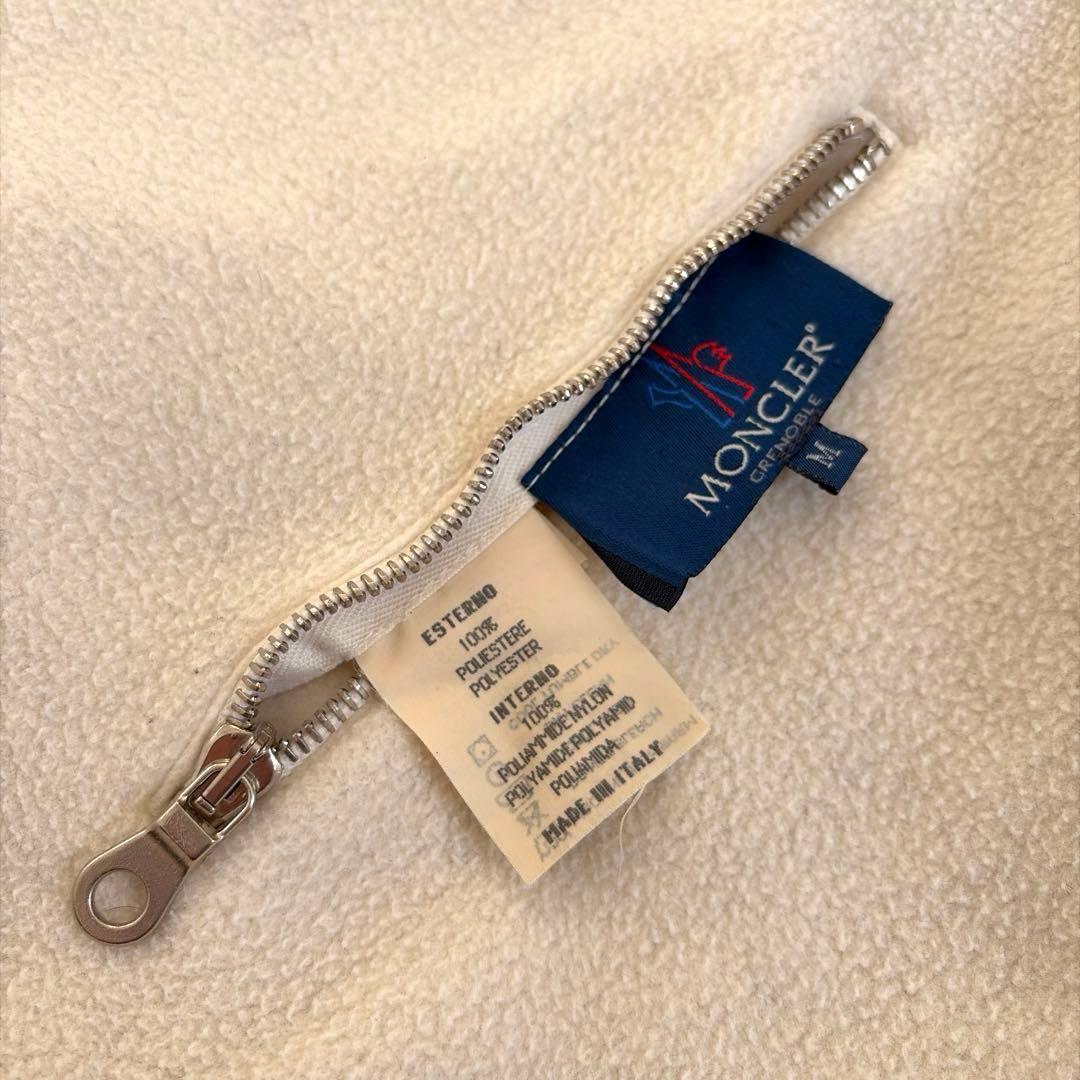 MONCLER
GRENOBLE
M
ESTERNO
100%
POLIESTERE
POLYESTER
INTERNO
100%
POLIAMMIDE NYLON
POLYAMIDE POLYAMID
POLIAMIDA
MADE IN ITALY